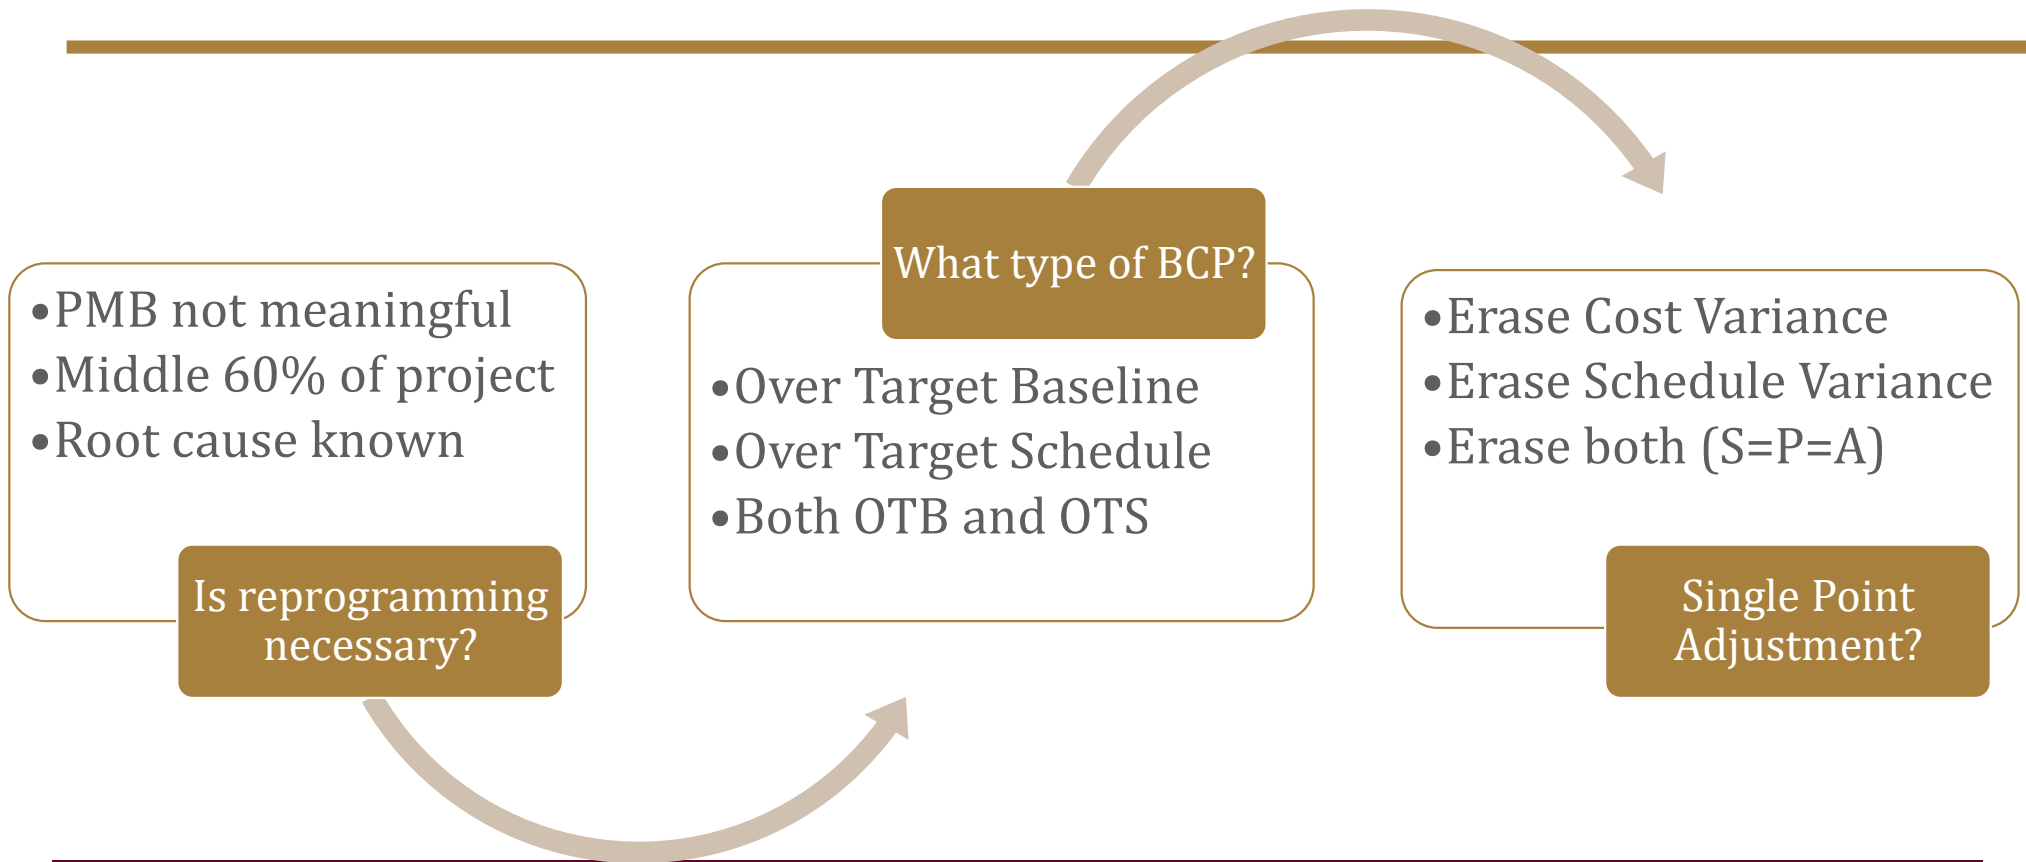 •PMB not meaningful
•Middle 60% of project
•Root cause known
Is reprogramming
necessary?
What type of BCP?
•Over Target Baseline
•Over Target Schedule
•Both OTB and OTS
•Erase Cost Variance
•Erase Schedule Variance
•Erase both (S=P=A)
Single Point
Adjustment?